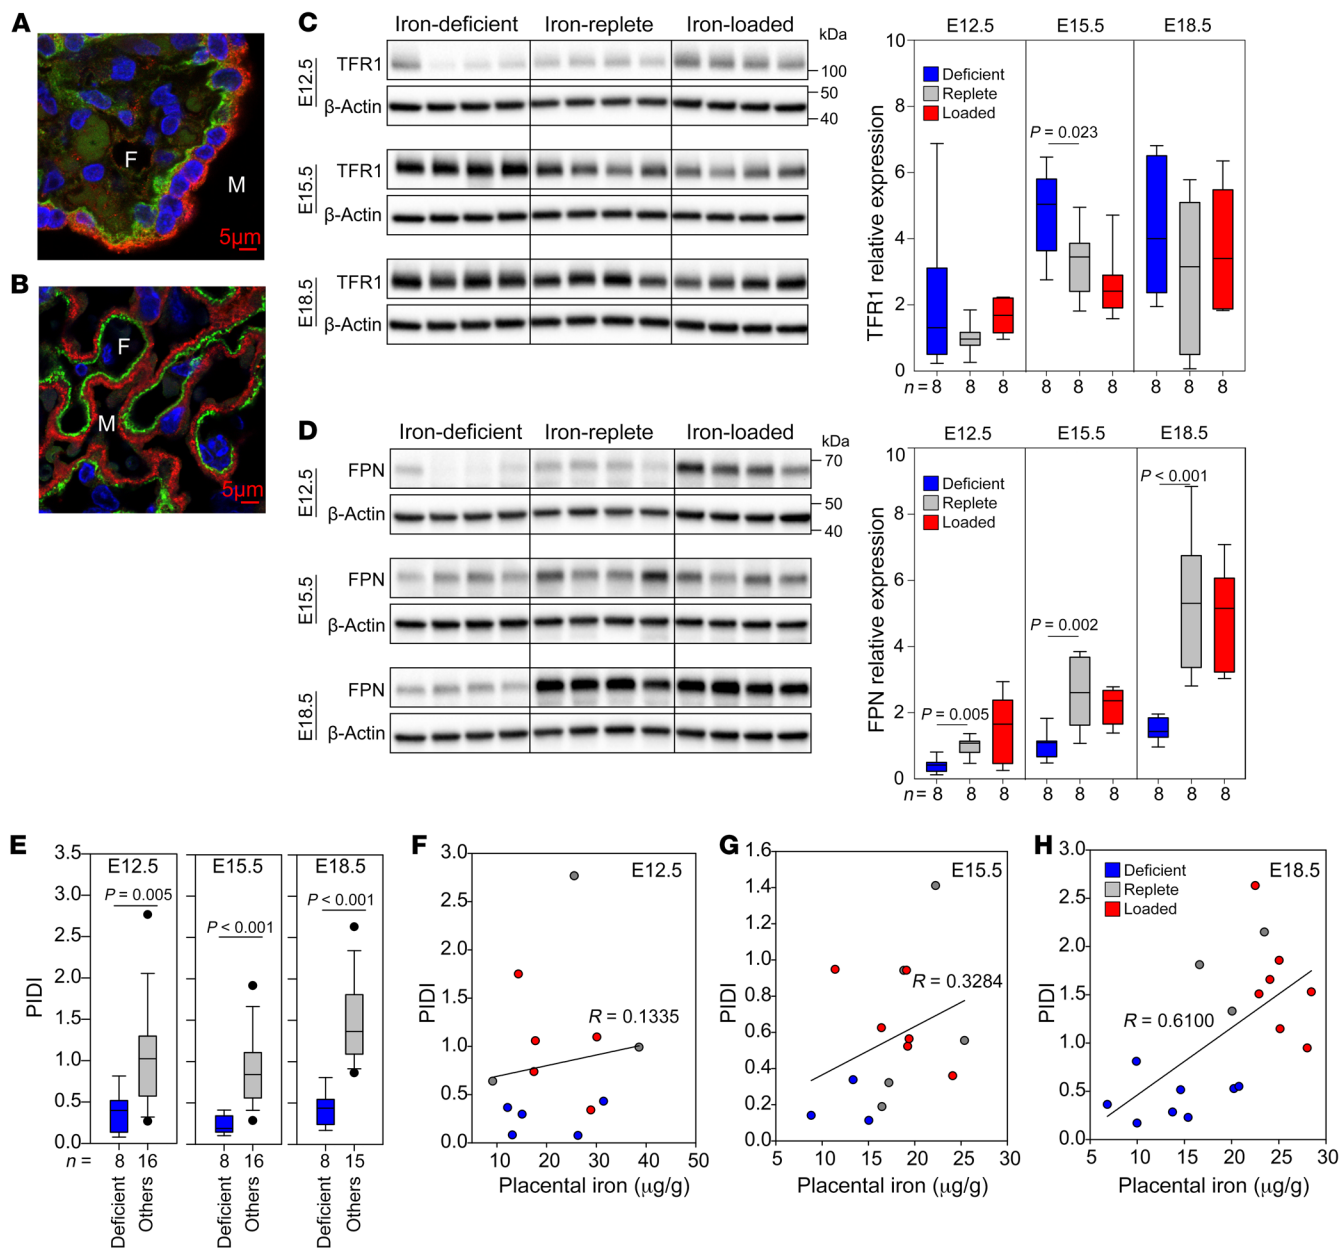 A
F
M
5µm
B
F
M
5µm
C
Iron-deficient Iron-replete Iron-loaded
kDa
E12.5
TFR1
100
β-Actin
50
40
E15.5
TFR1
β-Actin
E18.5
TFR1
β-Actin
E12.5 E15.5 E18.5
TFR1 relative expression
10
8
6
4
2
0
Deficient
Replete
Loaded
P = 0.023
n = 8 8 8 8 8 8 8 8 8
D
Iron-deficient Iron-replete Iron-loaded
kDa
E12.5
FPN
70
β-Actin
50
40
E15.5
FPN
β-Actin
E18.5
FPN
β-Actin
E12.5 E15.5 E18.5
FPN relative expression
10
8
6
4
2
0
Deficient
Replete
Loaded
P = 0.005
P = 0.002
P < 0.001
n = 8 8 8 8 8 8 8 8 8
E
PIDI
3.5
3.0
2.5
2.0
1.5
1.0
0.5
0.0
E12.5 E15.5 E18.5
P = 0.005
P < 0.001
P < 0.001
n = 8 16 8 16 8 15
Deficient Others Deficient Others Deficient Others
F
E12.5
PIDI
3.0
2.5
2.0
1.5
1.0
0.5
0.0
R = 0.1335
10 20 30 40 50
Placental iron (µg/g)
G
E15.5
PIDI
1.6
1.4
1.2
1.0
0.8
0.6
0.4
0.2
0.0
R = 0.3284
5 10 15 20 25 30
Placental iron (µg/g)
H
E18.5
PIDI
3.0
2.5
2.0
1.5
1.0
0.5
0.0
Deficient
Replete
Loaded
R = 0.6100
5 10 15 20 25 30
Placental iron (µg/g)